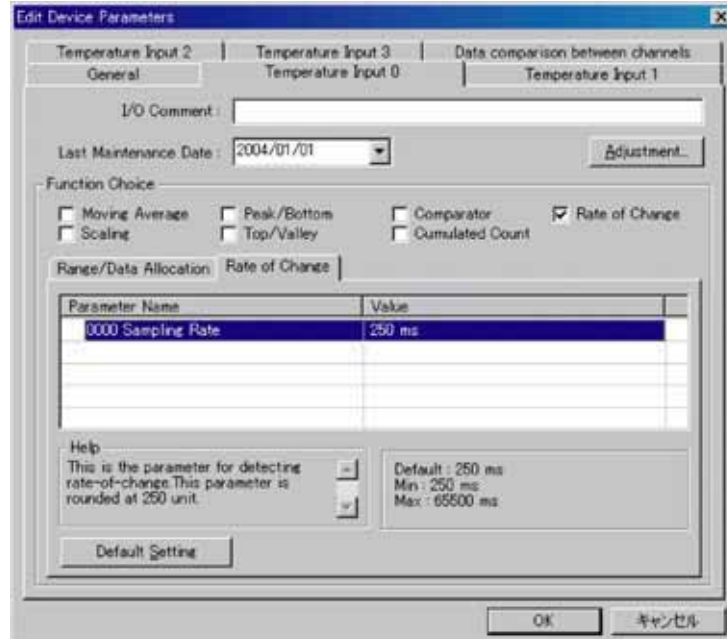 Edit Device Parameters
Temperature Input 2 Temperature Input 3 Data comparison between channels
General Temperature Input 0 Temperature Input 1
I/O Comment :
Last Maintenance Date : 2004/01/01 Adjustment...
Function Choice
Moving Average Peak/Bottom Comparator Rate of Change
Scaling Top/Valley Cumulated Count
Range/Data Allocation Rate of Change
Parameter Name Value
0000 Sampling Rate 250 ms
Help
This is the parameter for detecting
rate-of-change.This parameter is
rounded at 250 unit.
Default : 250 ms
Min : 250 ms
Max : 65500 ms
Default Setting
OK キャンセル